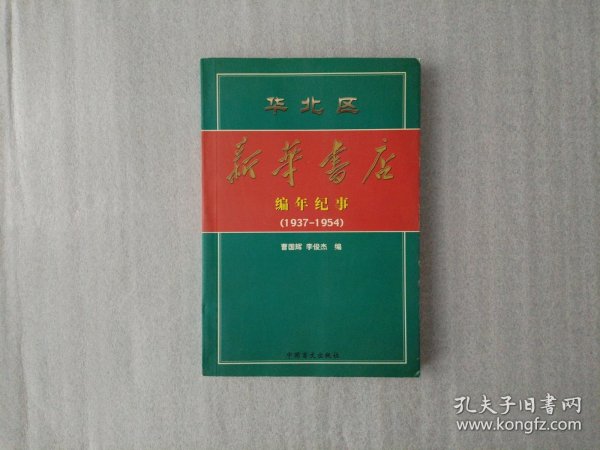 华北区
新华书店
编年纪事
(1937-1954)
曹国辉 李俊杰 编
中国盲文出版社
孔夫子旧书网
www.kongfz.com